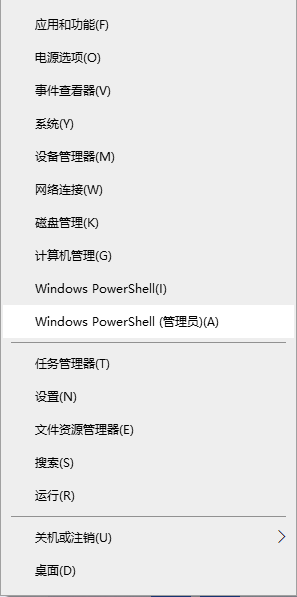 应用和功能(F)
电源选项(O)
事件查看器(V)
系统(Y)
设备管理器(M)
网络连接(W)
磁盘管理(K)
计算机管理(G)
Windows PowerShell(I)
Windows PowerShell (管理员)(A)
任务管理器(T)
设置(N)
文件资源管理器(E)
搜索(S)
运行(R)
关机或注销(U)
桌面(D)